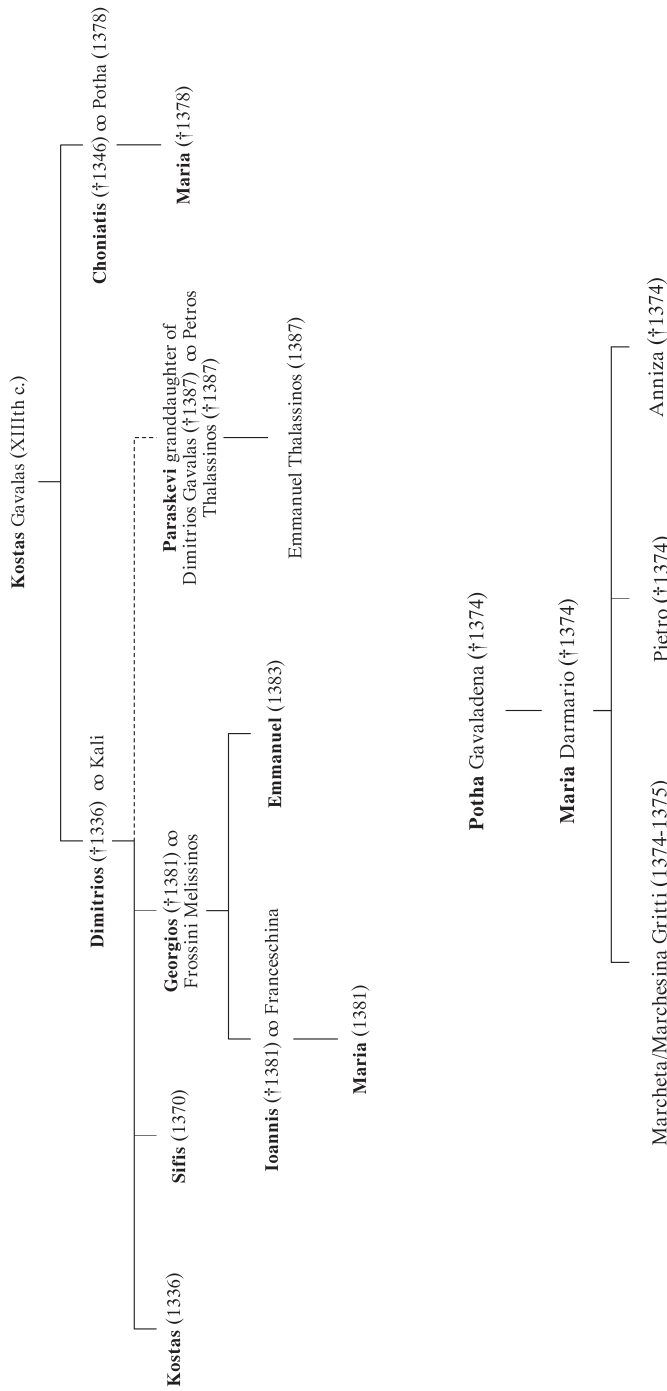 Kostas Gavalas (XIIIth c.)
Dimitrios (†1336) ∞ Kali
Choniatis (†1346) ∞ Potha (1378)
Kostas (1336)
Sifis (1370)
Georgios (†1381) ∞
Frossini Melissinos
Paraskevi granddaughter of
Dimitrios Gavalas (†1387) ∞ Petros
Thalassinos (†1387)
Maria (†1378)
Ioannis (†1381) ∞ Franceschina
Emmanuel (1383)
Emmanuel Thalassinos (1387)
Maria (1381)
Potha Gavaladena (†1374)
Maria Darmario (†1374)
Marcheta/Marchesina Gritti (1374-1375)
Pietro (†1374)
Anniza (†1374)